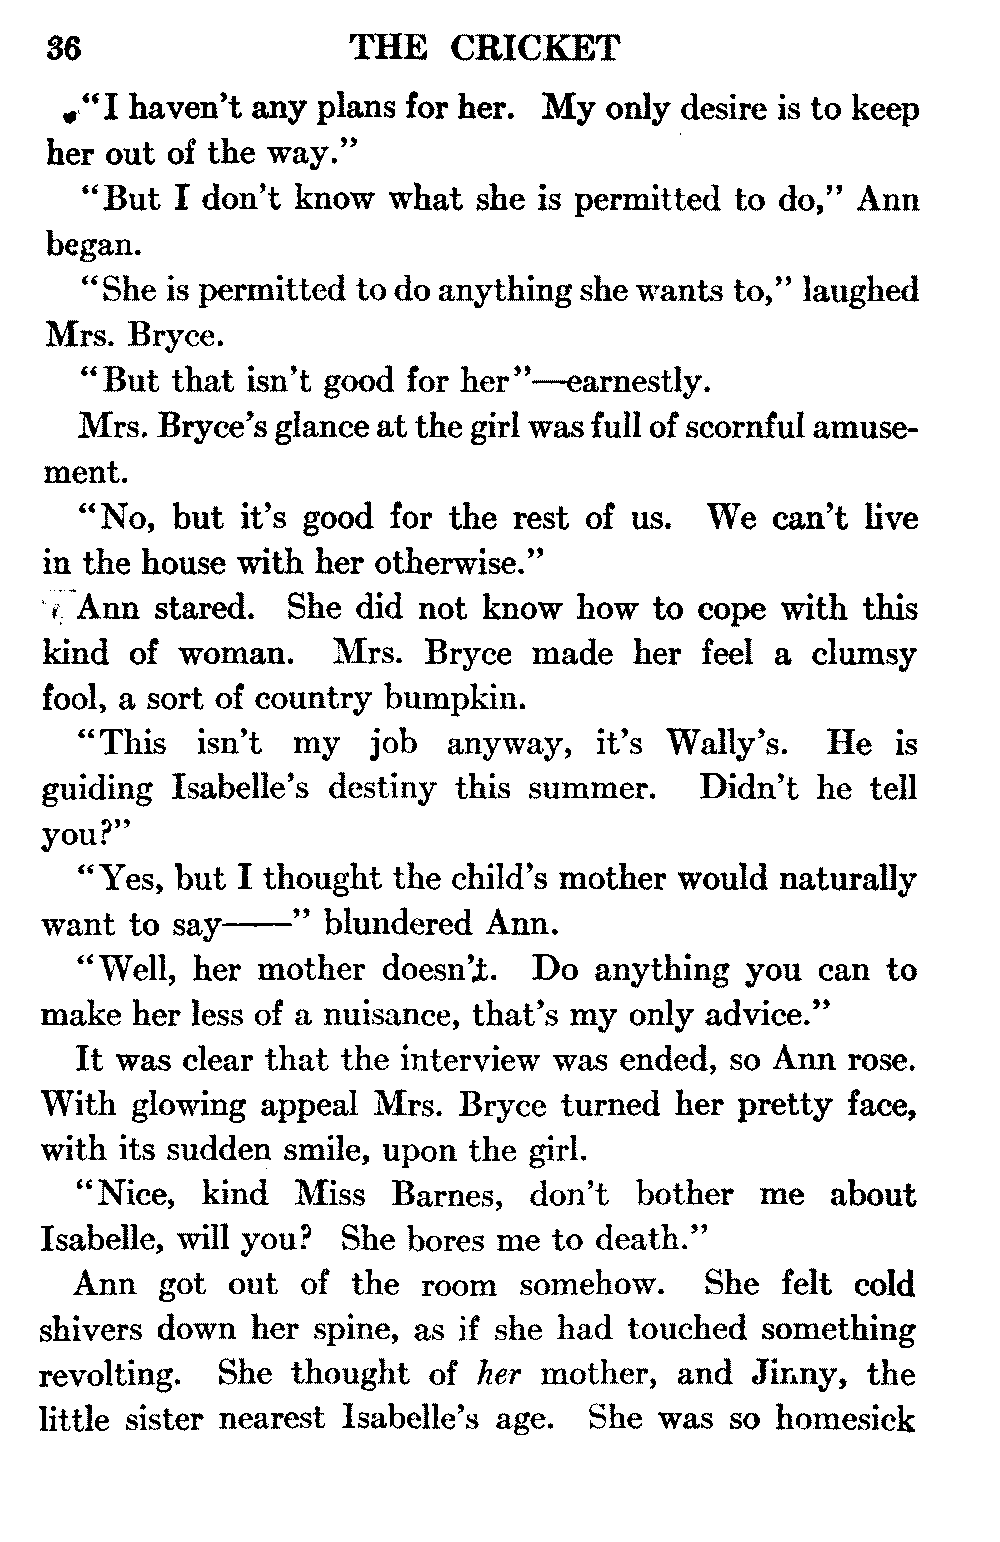 36 THE CRICKET
"I haven't any plans for her. My only desire is to keep
her out of the way."
"But I don't know what she is permitted to do," Ann
began.
"She is permitted to do anything she wants to," laughed
Mrs. Bryce.
"But that isn't good for her"—earnestly.
Mrs. Bryce's glance at the girl was full of scornful amuse-
ment.
"No, but it's good for the rest of us. We can't live
in the house with her otherwise."
Ann stared. She did not know how to cope with this
kind of woman. Mrs. Bryce made her feel a clumsy
fool, a sort of country bumpkin.
"This isn't my job anyway, it's Wally's. He is
guiding Isabelle's destiny this summer. Didn't he tell
you?"
"Yes, but I thought the child's mother would naturally
want to say——" blundered Ann.
"Well, her mother doesn't. Do anything you can to
make her less of a nuisance, that's my only advice."
It was clear that the interview was ended, so Ann rose.
With glowing appeal Mrs. Bryce turned her pretty face,
with its sudden smile, upon the girl.
"Nice, kind Miss Barnes, don't bother me about
Isabelle, will you? She bores me to death."
Ann got out of the room somehow. She felt cold
shivers down her spine, as if she had touched something
revolting. She thought of her mother, and Jinny, the
little sister nearest Isabelle's age. She was so homesick